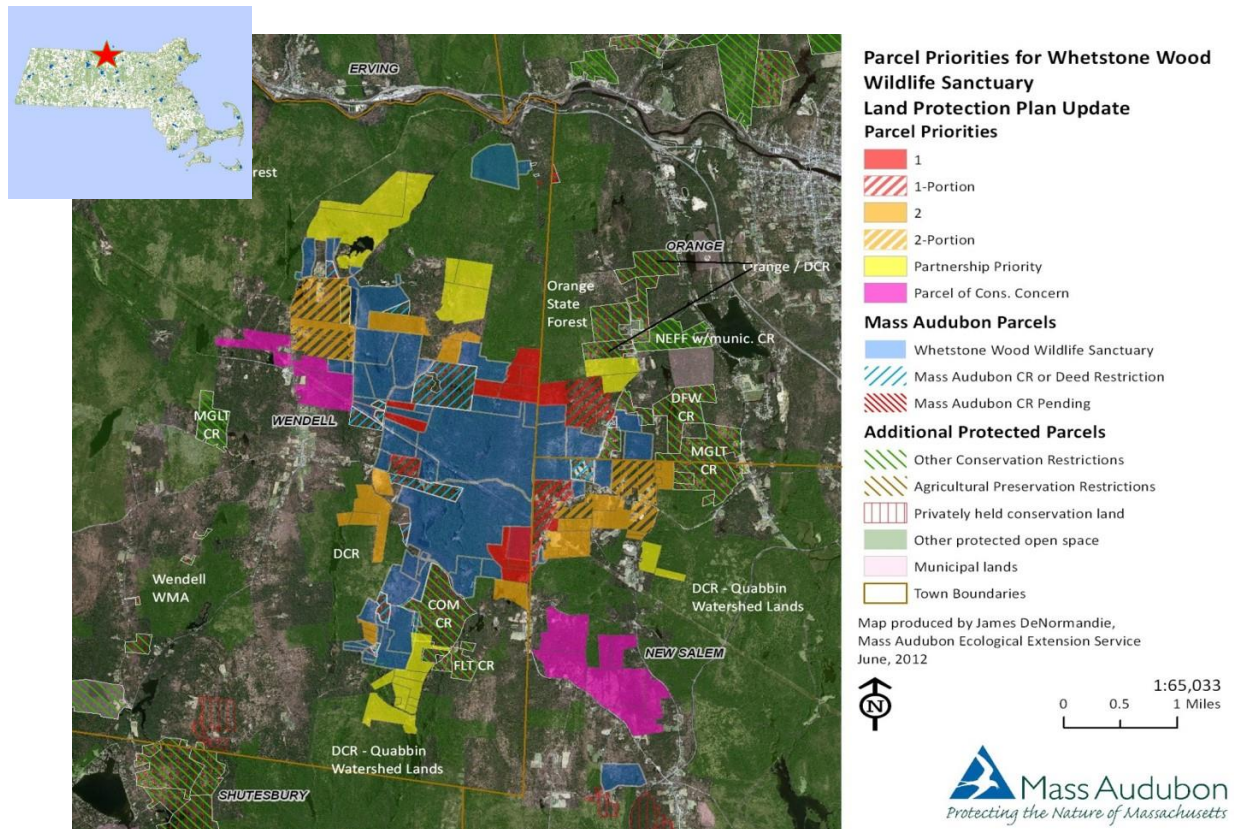 ERVING
rest
ORANGE
Orange / DCR
Orange
State
Forest
NEFF w/munic. CR
MGLT
CR
WENDELL
DFW
CR
MGLT
CR
DCR
Wendell
WMA
COM
CR
DCR - Quabbin
Watershed Lands
FLT CR
NEW SALEM
DCR - Quabbin
Watershed Lands
SHUTESBURY
Parcel Priorities for Whetstone Wood
Wildlife Sanctuary
Land Protection Plan Update
Parcel Priorities
1
1-Portion
2
2-Portion
Partnership Priority
Parcel of Cons. Concern
Mass Audubon Parcels
Whetstone Wood Wildlife Sanctuary
Mass Audubon CR or Deed Restriction
Mass Audubon CR Pending
Additional Protected Parcels
Other Conservation Restrictions
Agricultural Preservation Restrictions
Privately held conservation land
Other protected open space
Municipal lands
Town Boundaries
Map produced by James DeNormandie,
Mass Audubon Ecological Extension Service
June, 2012
N
1:65,033
0 0.5 1 Miles
Mass Audubon
Protecting the Nature of Massachusetts